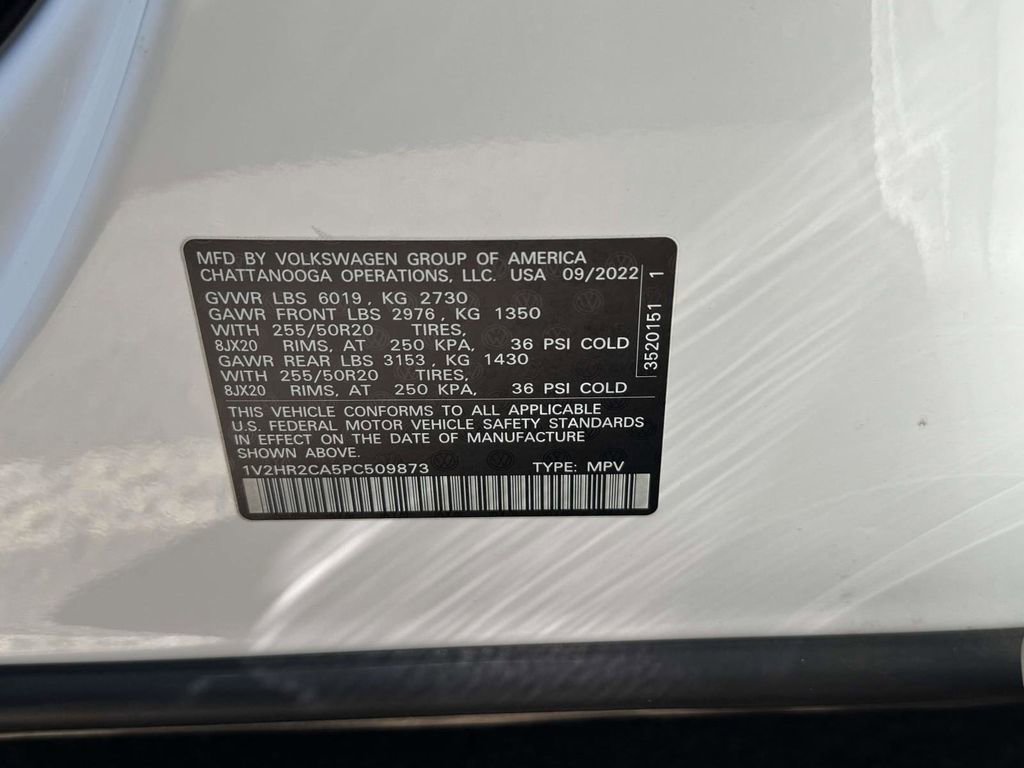 MFD BY VOLKSWAGEN GROUP OF AMERICA
CHATTANOOGA OPERATIONS, LLC. USA 09/2022
GVWR LBS 6019, KG 2730
GAWR FRONT LBS 2976, KG 1350
WITH 255/50R20 TIRES,
8JX20 RIMS, AT 250 KPA, 36 PSI COLD
GAWR REAR LBS 3153, KG 1430
WITH 255/50R20 TIRES,
8JX20 RIMS, AT 250 KPA, 36 PSI COLD
THIS VEHICLE CONFORMS TO ALL APPLICABLE
U.S. FEDERAL MOTOR VEHICLE SAFETY STANDARDS
IN EFFECT ON THE DATE OF MANUFACTURE
SHOWN ABOVE.
1V2HR2CA5PC509873 TYPE: MPV
3520151 1